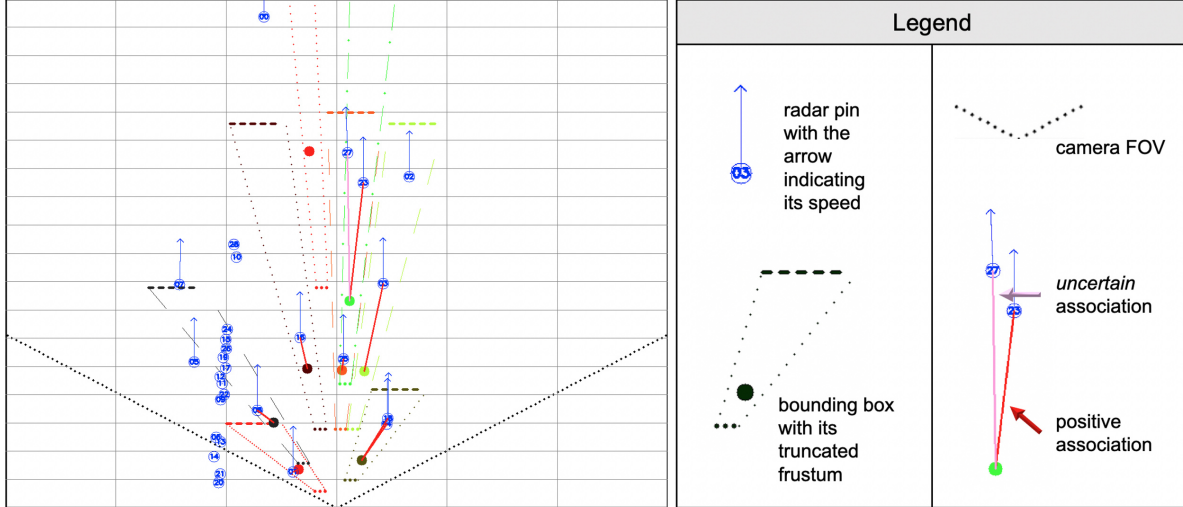 00
27
23
02
28
10
07
03
24
15
26
19
05
16
25
17
12
11
22
09
08
06
13
14
01
21
20
Legend
03
radar pin
with the
arrow
indicating
its speed
bounding box
with its
truncated
frustum
camera FOV
27
23
uncertain
association
positive
association